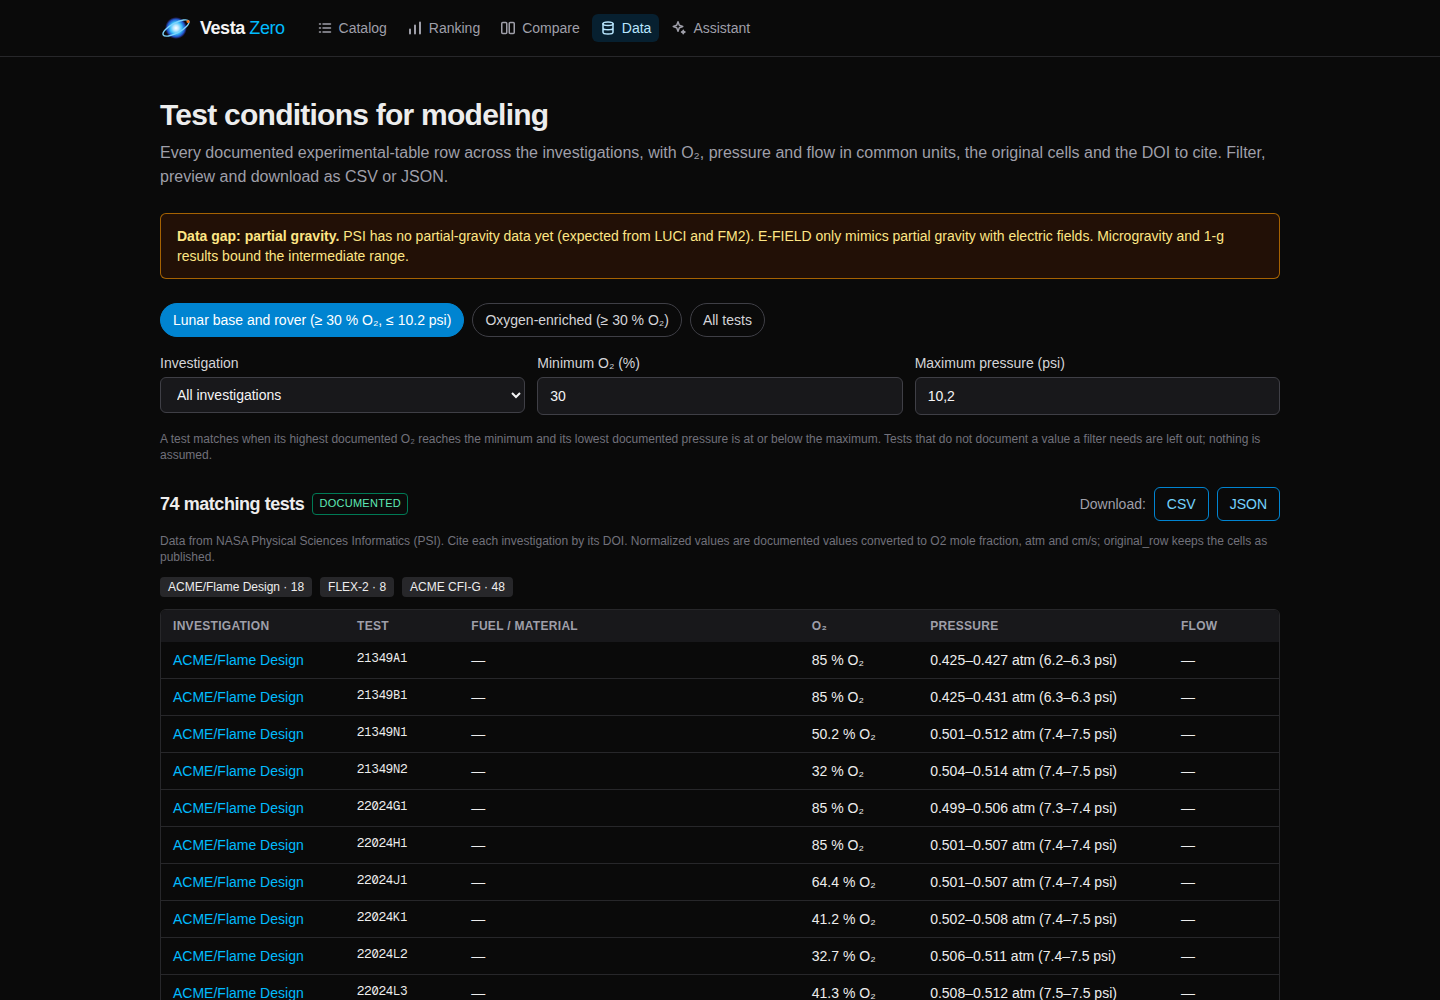 Vesta Zero
Catalog
Ranking
Compare
Data
Assistant
Test conditions for modeling
Every documented experimental-table row across the investigations, with O₂, pressure and flow in common units, the original cells and the DOI to cite. Filter,
preview and download as CSV or JSON.
Data gap: partial gravity. PSI has no partial-gravity data yet (expected from LUCI and FM2). E-FIELD only mimics partial gravity with electric fields. Microgravity and 1-g
results bound the intermediate range.
Lunar base and rover (≥ 30 % O₂, ≤ 10.2 psi)
Oxygen-enriched (≥ 30 % O₂)
All tests
Investigation
Minimum O₂ (%)
Maximum pressure (psi)
All investigations
30
10,2
A test matches when its highest documented O₂ reaches the minimum and its lowest documented pressure is at or below the maximum. Tests that do not document a value a filter needs are left out; nothing is
assumed.
74 matching tests DOCUMENTED
Download: CSV JSON
Data from NASA Physical Sciences Informatics (PSI). Cite each investigation by its DOI. Normalized values are documented values converted to O2 mole fraction, atm and cm/s; original_row keeps the cells as
published.
ACME/Flame Design · 18
FLEX-2 · 8
ACME CFI-G · 48
INVESTIGATION TEST FUEL / MATERIAL O₂ PRESSURE FLOW
ACME/Flame Design 21349A1 — 85 % O₂ 0.425–0.427 atm (6.2–6.3 psi) —
ACME/Flame Design 21349B1 — 85 % O₂ 0.425–0.431 atm (6.3–6.3 psi) —
ACME/Flame Design 21349N1 — 50.2 % O₂ 0.501–0.512 atm (7.4–7.5 psi) —
ACME/Flame Design 21349N2 — 32 % O₂ 0.504–0.514 atm (7.4–7.5 psi) —
ACME/Flame Design 22024G1 — 85 % O₂ 0.499–0.506 atm (7.3–7.4 psi) —
ACME/Flame Design 22024H1 — 85 % O₂ 0.501–0.507 atm (7.4–7.4 psi) —
ACME/Flame Design 22024J1 — 64.4 % O₂ 0.501–0.507 atm (7.4–7.4 psi) —
ACME/Flame Design 22024K1 — 41.2 % O₂ 0.502–0.508 atm (7.4–7.5 psi) —
ACME/Flame Design 22024L2 — 32.7 % O₂ 0.506–0.511 atm (7.4–7.5 psi) —
ACME/Flame Design 22024L3 — 41.3 % O₂ 0.508–0.512 atm (7.5–7.5 psi) —